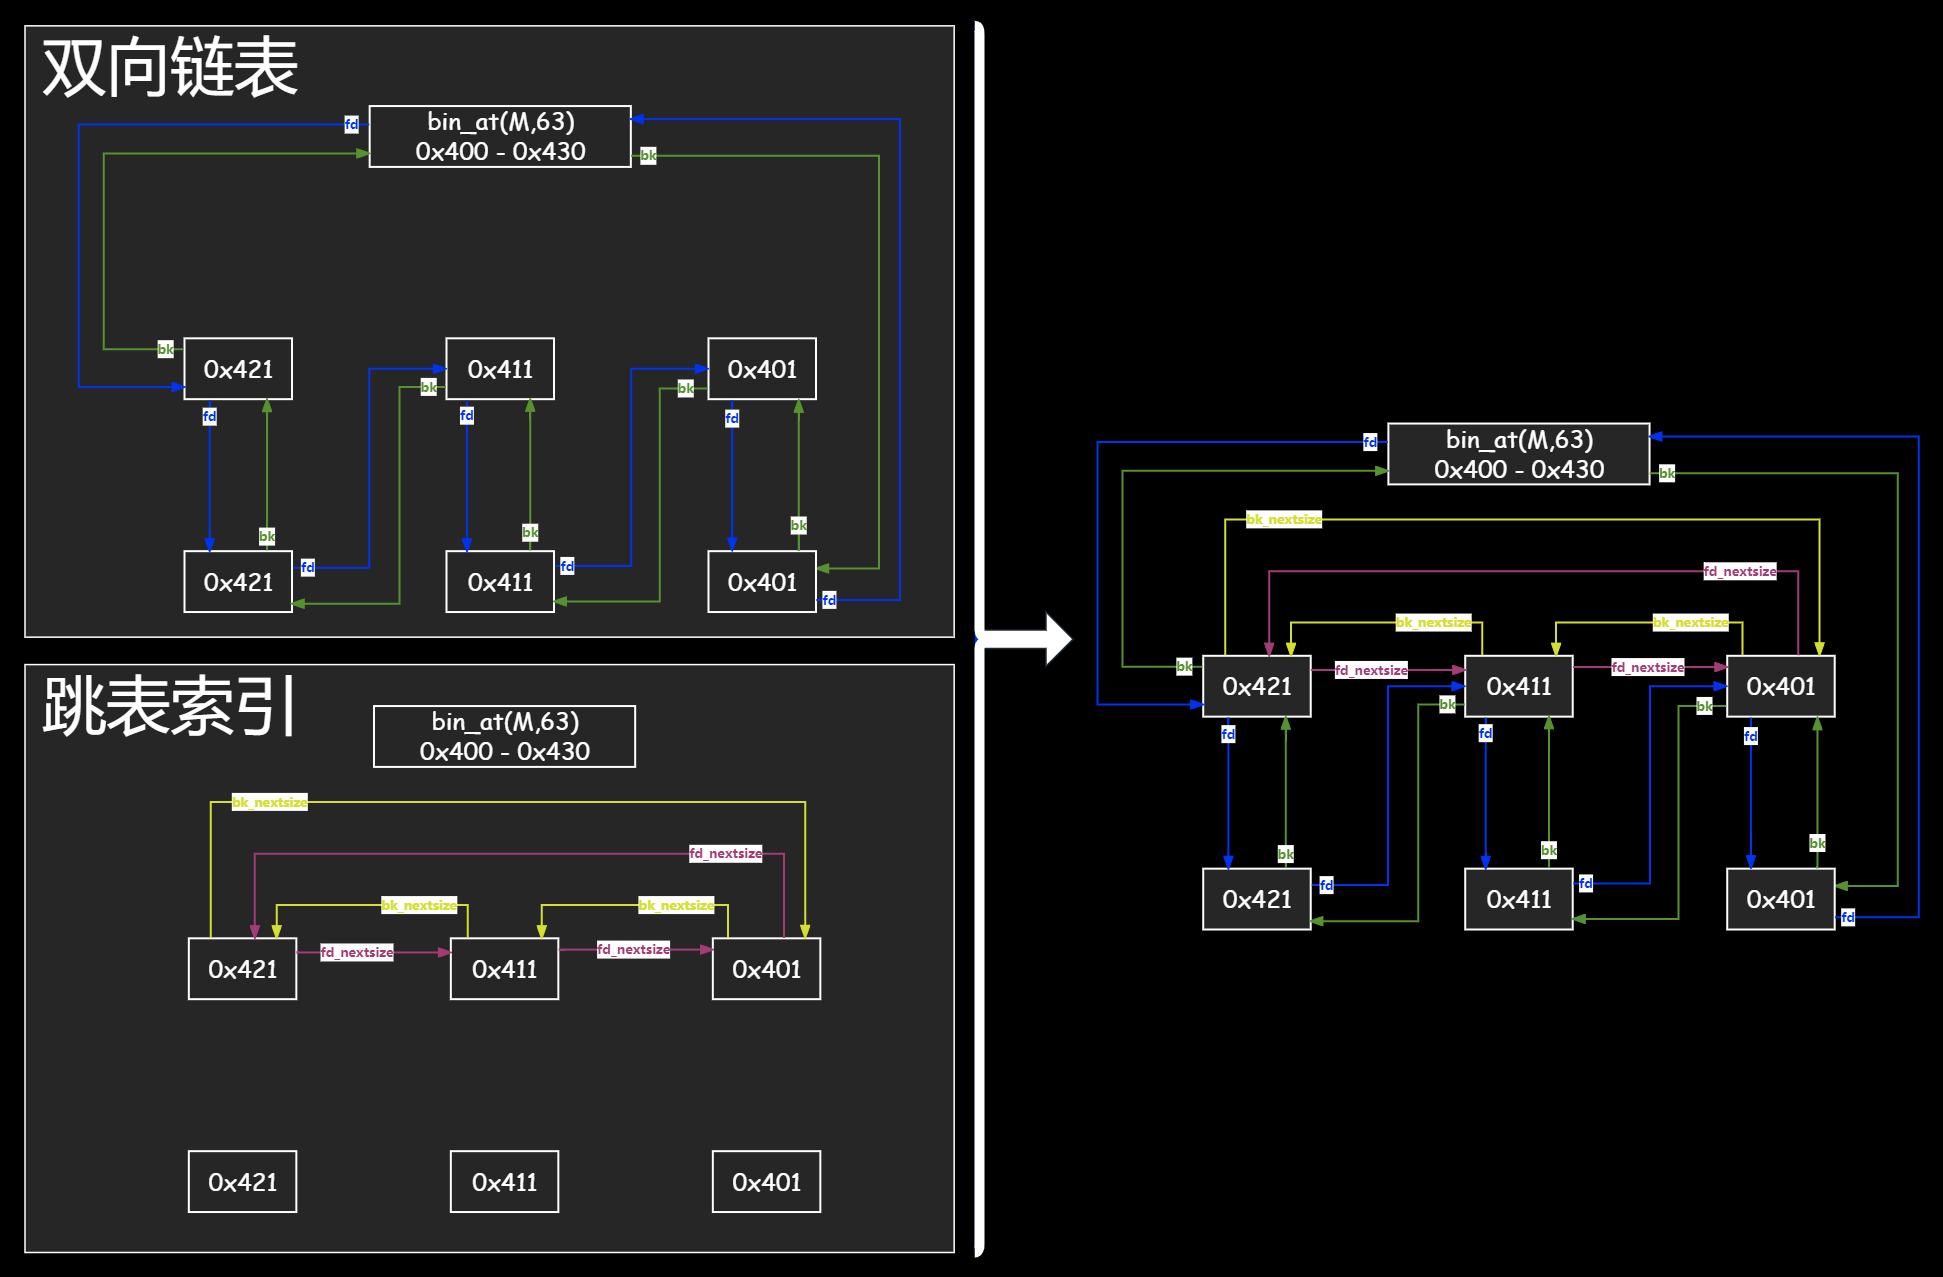 双向链表
bin_at(M,63)
0x400 - 0x430
fd
bk
bk
0x421
0x411
0x401
bk
bk
fd
fd
fd
bk
bk
bk
0x421
0x411
0x401
fd
fd
fd
跳表索引
bin_at(M,63)
0x400 - 0x430
bk_nextsize
fd_nextsize
bk_nextsize
bk_nextsize
fd_nextsize
fd_nextsize
0x421
0x411
0x401
0x421
0x411
0x401
bin_at(M,63)
0x400 - 0x430
fd
bk
bk_nextsize
fd_nextsize
bk_nextsize
bk_nextsize
bk
fd_nextsize
fd_nextsize
0x421
0x411
0x401
bk
bk
fd
fd
fd
bk
bk
bk
0x421
0x411
0x401
fd
fd
fd